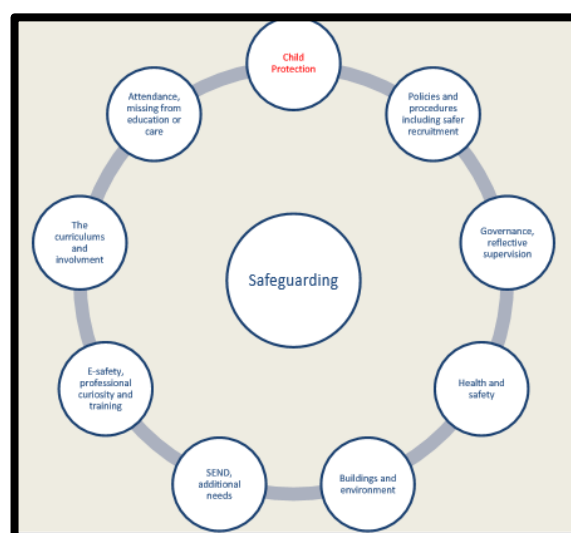 Child
Protection
Policies and
procedures
including safer
recruitment
Governance,
reflective
supervision
Health and
safety
Buildings and
environment
SEND,
additional
needs
E-safety,
professional
curiosity and
training
The
curriculums
and
involvment
Attendance,
missing from
education or
care
Safeguarding